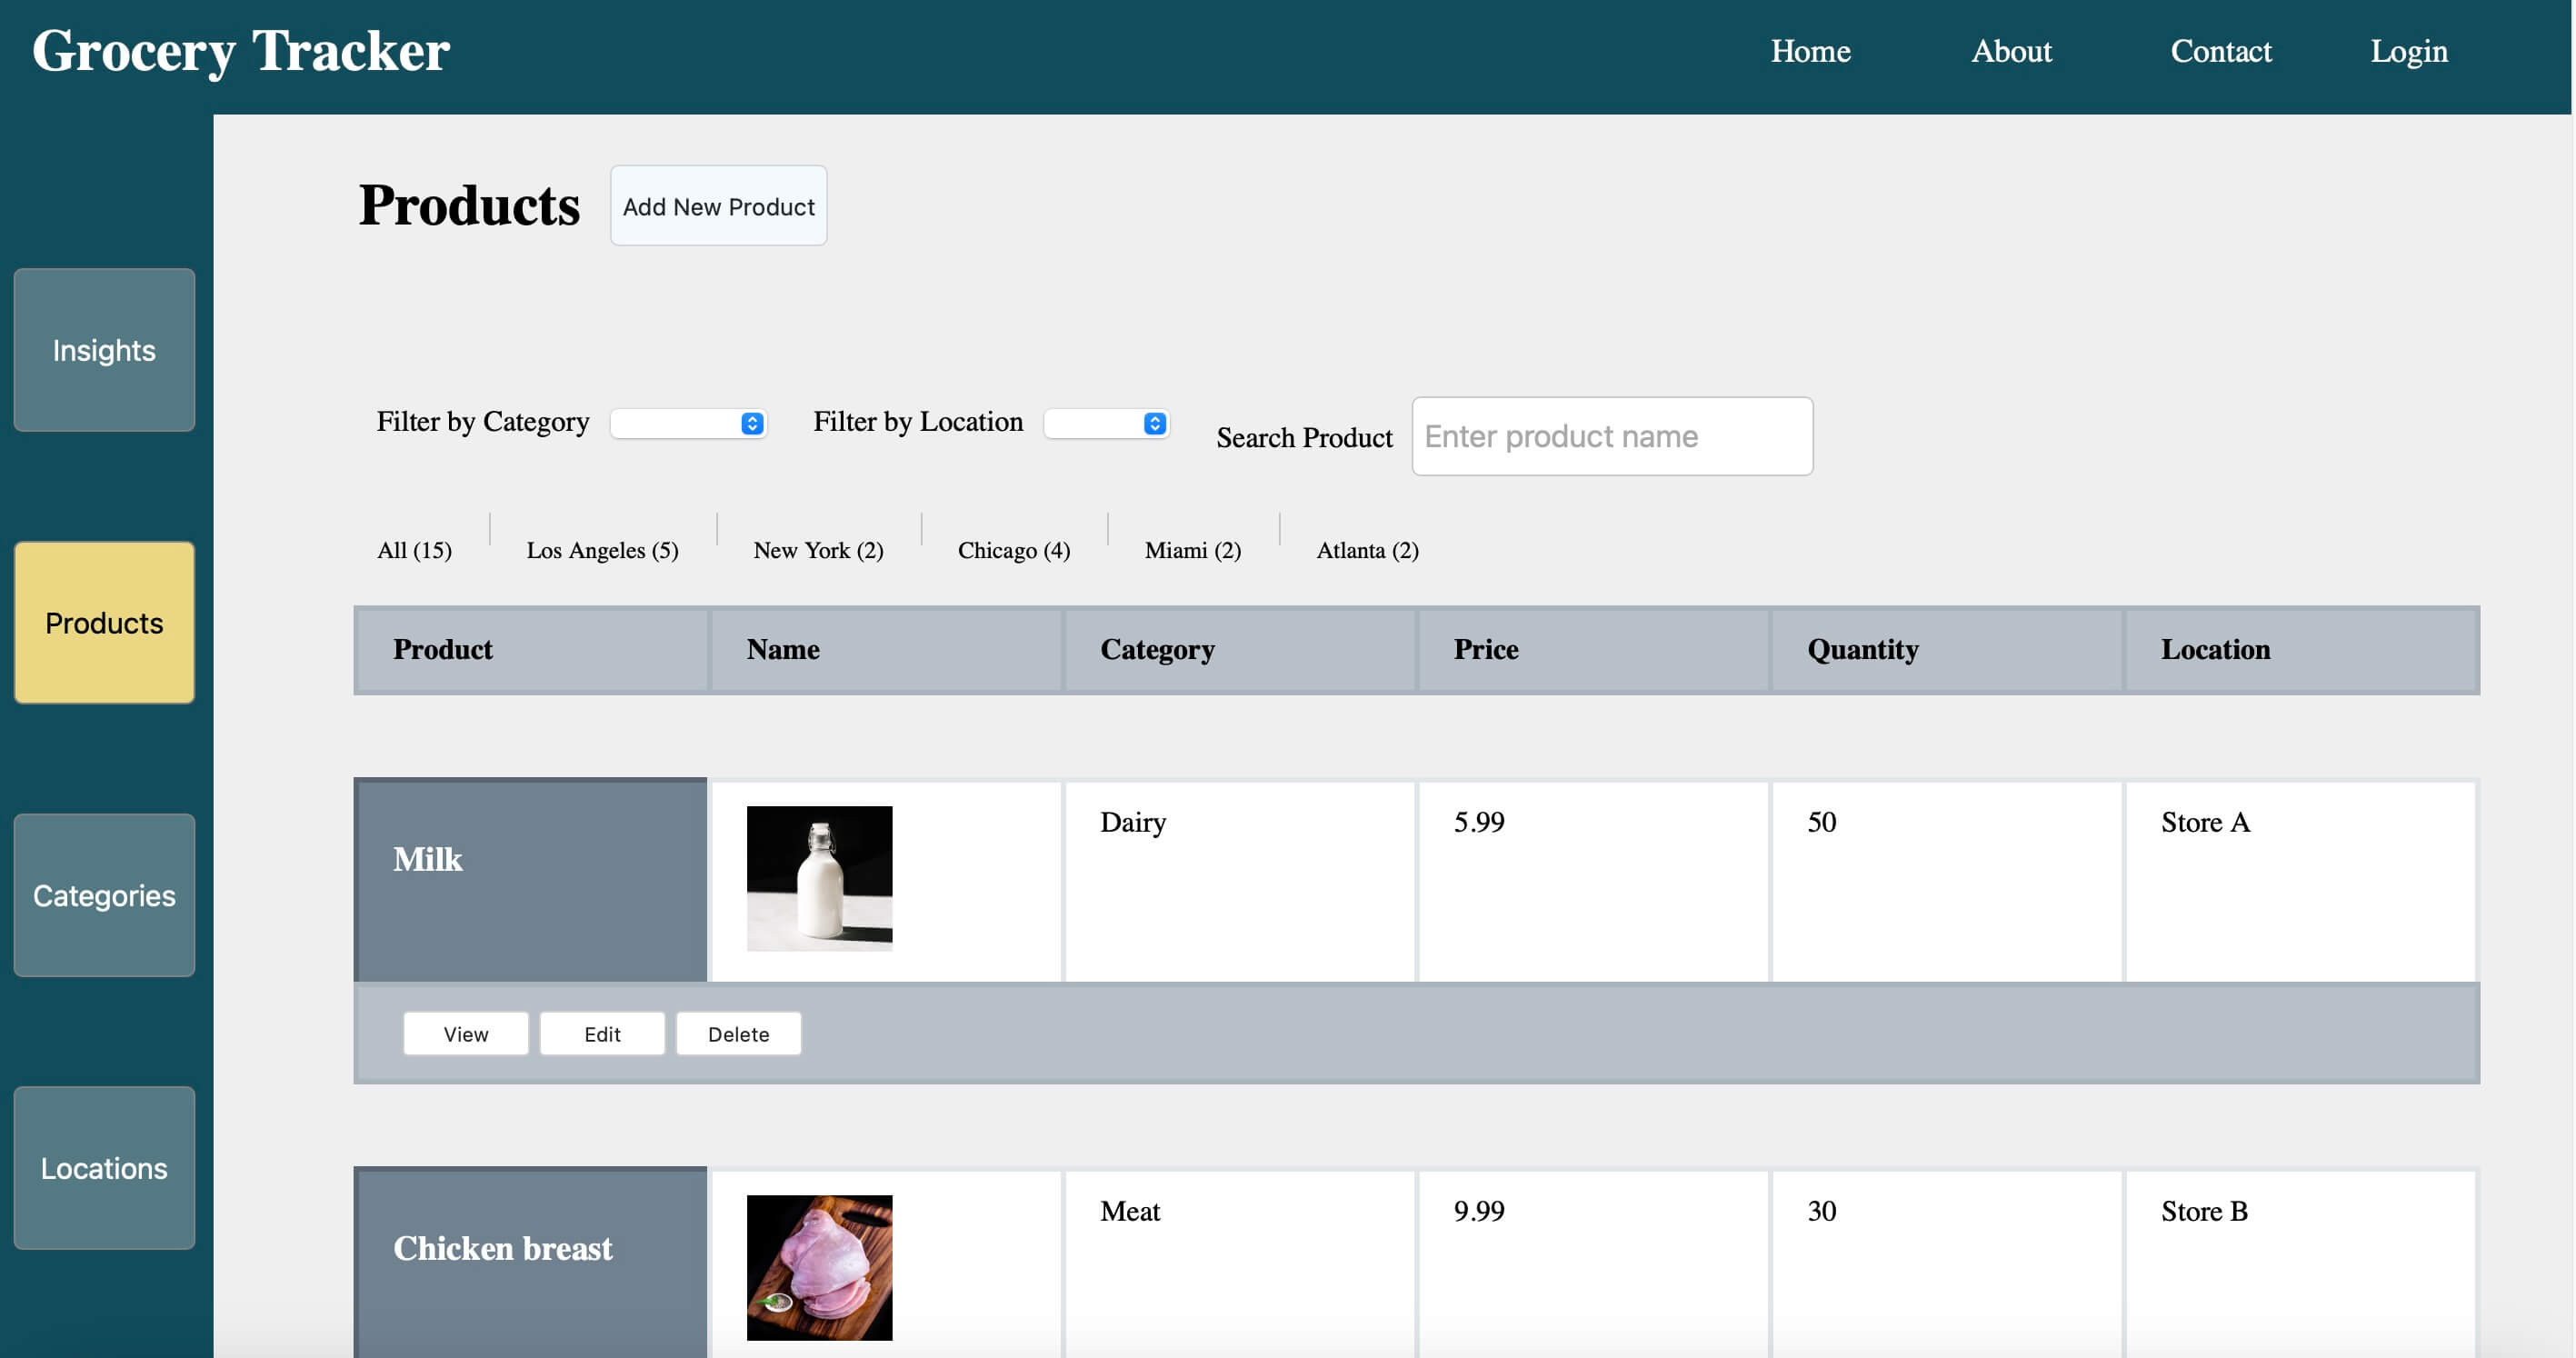 Grocery Tracker Home About Contact Login
Products Add New Product
Insights
Filter by Category Filter by Location Search Product Enter product name
All (15) Los Angeles (5) New York (2) Chicago (4) Miami (2) Atlanta (2)
Products
Product Name Category Price Quantity Location
Milk Dairy 5.99 50 Store A
Categories
View Edit Delete
Locations
Chicken breast Meat 9.99 30 Store B